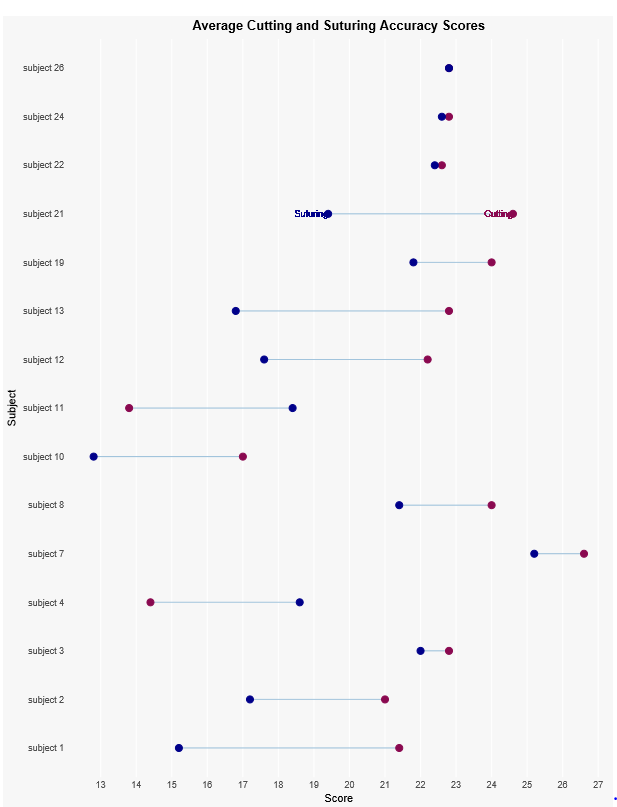 Average Cutting and Suturing Accuracy Scores
subject 26
subject 24
subject 22
subject 21
Suturing
Cutting
subject 19
subject 13
subject 12
subject 11
Subject
subject 10
subject 8
subject 7
subject 4
subject 3
subject 2
subject 1
13 14 15 16 17 18 19 20 21 22 23 24 25 26 27
Score